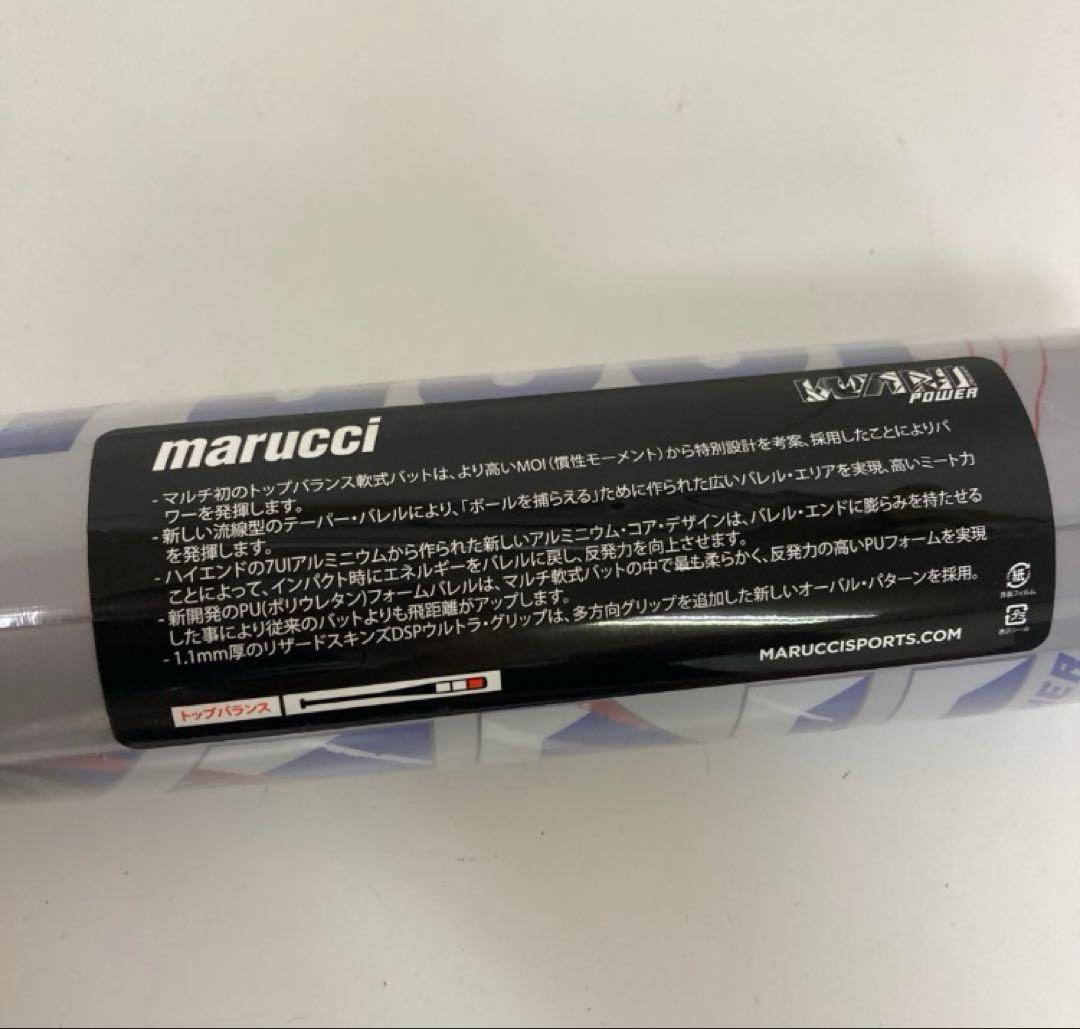 WANI
POWER
marucci
- マルチ初のトップバランス軟式バットは、より高いMOI(慣性モーメント)から特別設計を考案、採用したことによりパ
ワーを発揮します。
- 新しい流線型のテーパー・バレルにより、「ボールを捕らえる」ために作られた広いバレル・エリアを実現、高いミート力
を発揮します。
- ハイエンドの7UIアルミニウムから作られた新しいアルミニウム・コア・デザインは、バレル・エンドに膨らみを持たせる
ことによって、インパクト時にエネルギーをバレルに戻し、反発力を向上させます。
- 新開発のPU(ポリウレタン)フォームバレルは、マルチ軟式バットの中で最も柔らかく、反発力の高いPUフォームを実現
した事により従来のバットよりも飛距離がアップします。
- 1.1mm厚のリザードスキンズDSPウルトラ・グリップは、多方向グリップを追加した新しいオーバル・パターンを採用。
紙
外装フィルム
プラ
表示シール
MARUCCISPORTS.COM
トップバランス